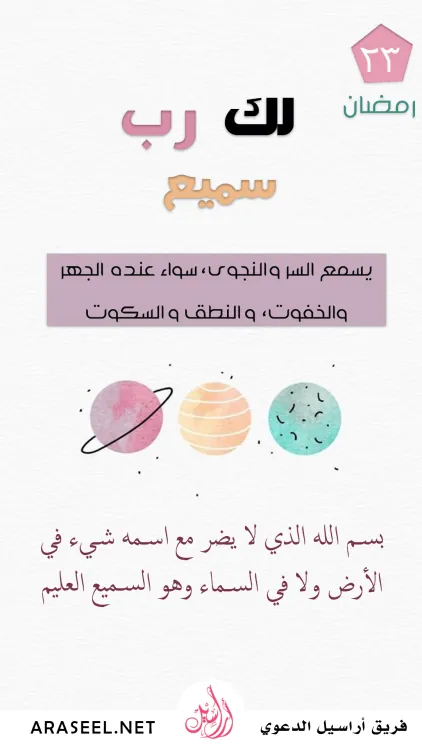 ٢٣
رمضان
لك رب
سميع
يسمع السر والنجوى، سواء عنده الجهر
والخفوت، والنطق والسكوت
بسم الله الذي لا يضر مع اسمه شيء في
الأرض ولا في السماء وهو السميع العليم
فريق أراسيل الدعوي
أراسيل
ARASEEL.NET